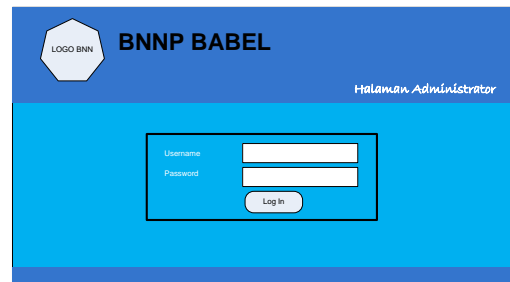 LOGO BNN
BNNP BABEL
Halaman Administrator
Username
Password
Log In